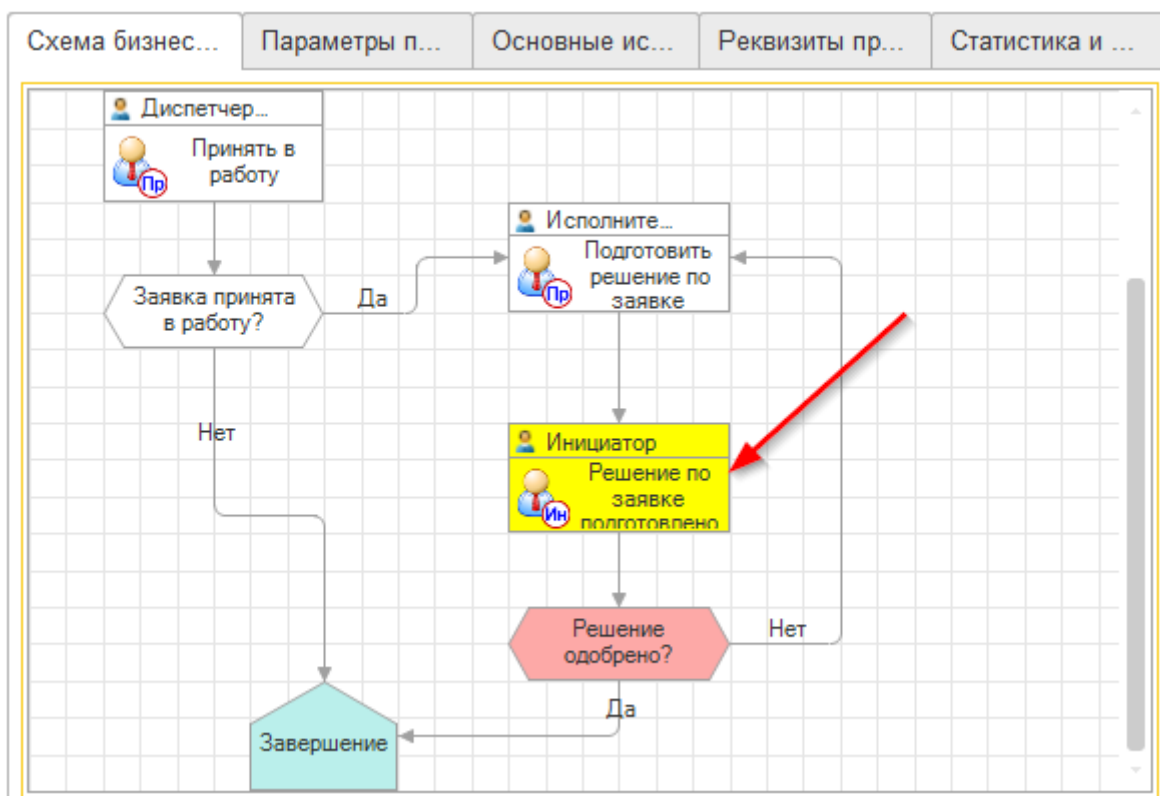 Схема бизнес...
Параметры п...
Основные ис...
Реквизиты пр...
Статистика и ...
Диспетчер...
Принять в
работу
Пр
Исполните...
Подготовить
решение по
заявке
Пр
Заявка принята
в работу?
Да
Нет
Инициатор
Решение по
заявке
подготовлено
Ин
Решение
одобрено?
Нет
Да
Завершение